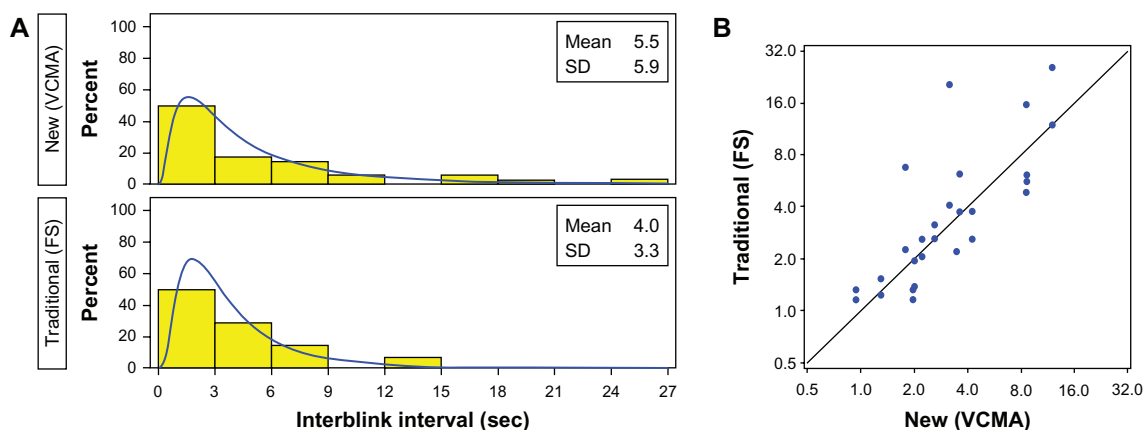 A
New (VCMA)
Percent
100
80
60
40
20
0
Mean 5.5
SD 5.9
Traditional (FS)
Percent
100
80
60
40
20
0
Mean 4.0
SD 3.3
0 3 6 9 12 15 18 21 24 27
Interblink interval (sec)
B
Traditional (FS)
32.0
16.0
8.0
4.0
2.0
1.0
0.5
0.5 1.0 2.0 4.0 8.0 16.0 32.0
New (VCMA)